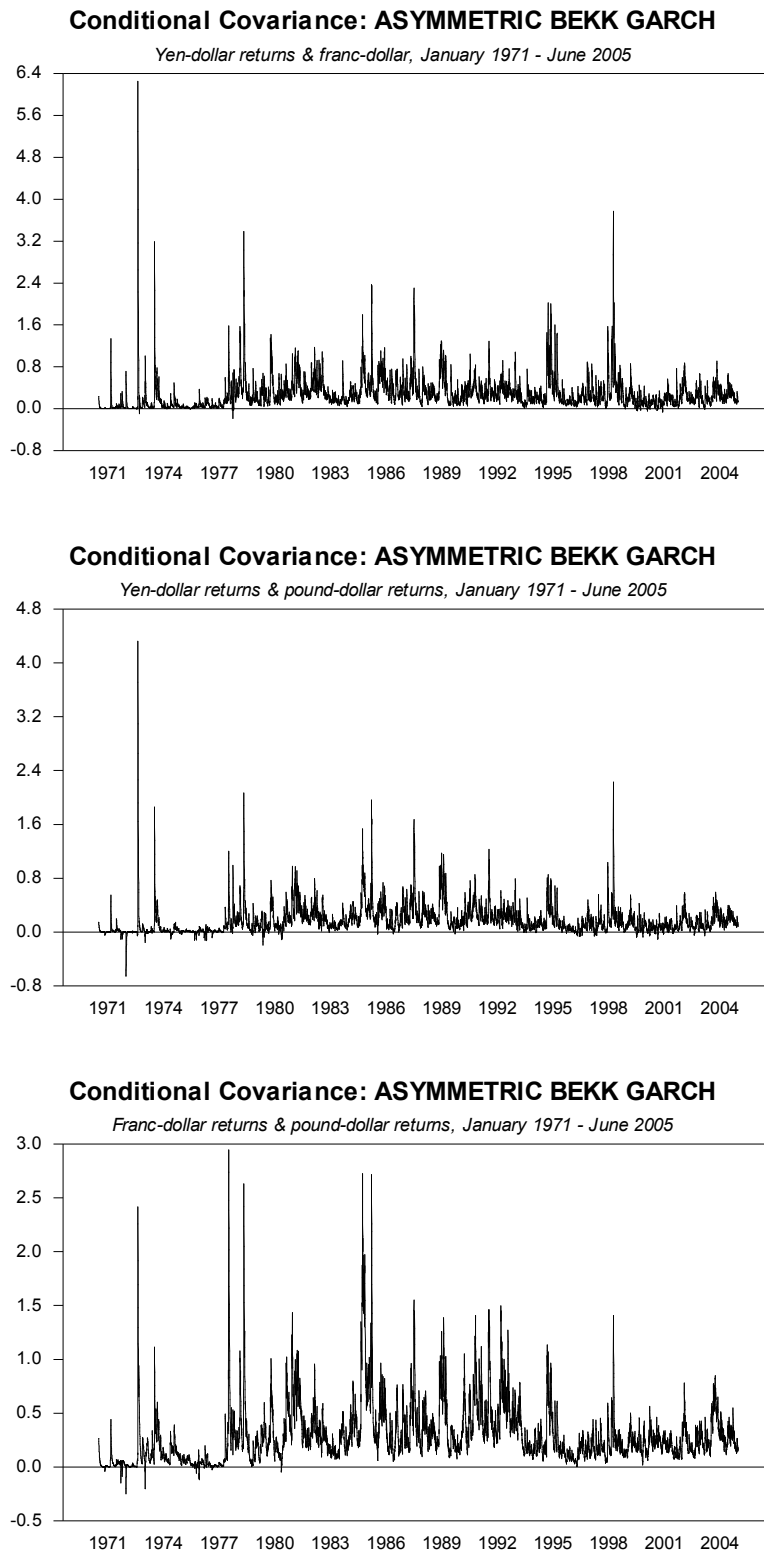 Conditional Covariance: ASYMMETRIC BEKK GARCH
Yen-dollar returns & franc-dollar, January 1971 - June 2005
6.4
5.6
4.8
4.0
3.2
2.4
1.6
0.8
0.0
-0.8
1971 1974 1977 1980 1983 1986 1989 1992 1995 1998 2001 2004
Conditional Covariance: ASYMMETRIC BEKK GARCH
Yen-dollar returns & pound-dollar returns, January 1971 - June 2005
4.8
4.0
3.2
2.4
1.6
0.8
0.0
-0.8
1971 1974 1977 1980 1983 1986 1989 1992 1995 1998 2001 2004
Conditional Covariance: ASYMMETRIC BEKK GARCH
Franc-dollar returns & pound-dollar returns, January 1971 - June 2005
3.0
2.5
2.0
1.5
1.0
0.5
0.0
-0.5
1971 1974 1977 1980 1983 1986 1989 1992 1995 1998 2001 2004